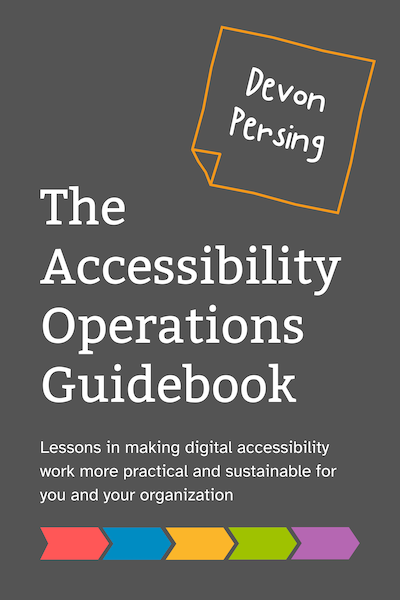 Devon
Persing
The
Accessibility
Operations
Guidebook
Lessons in making digital accessibility
work more practical and sustainable for
you and your organization